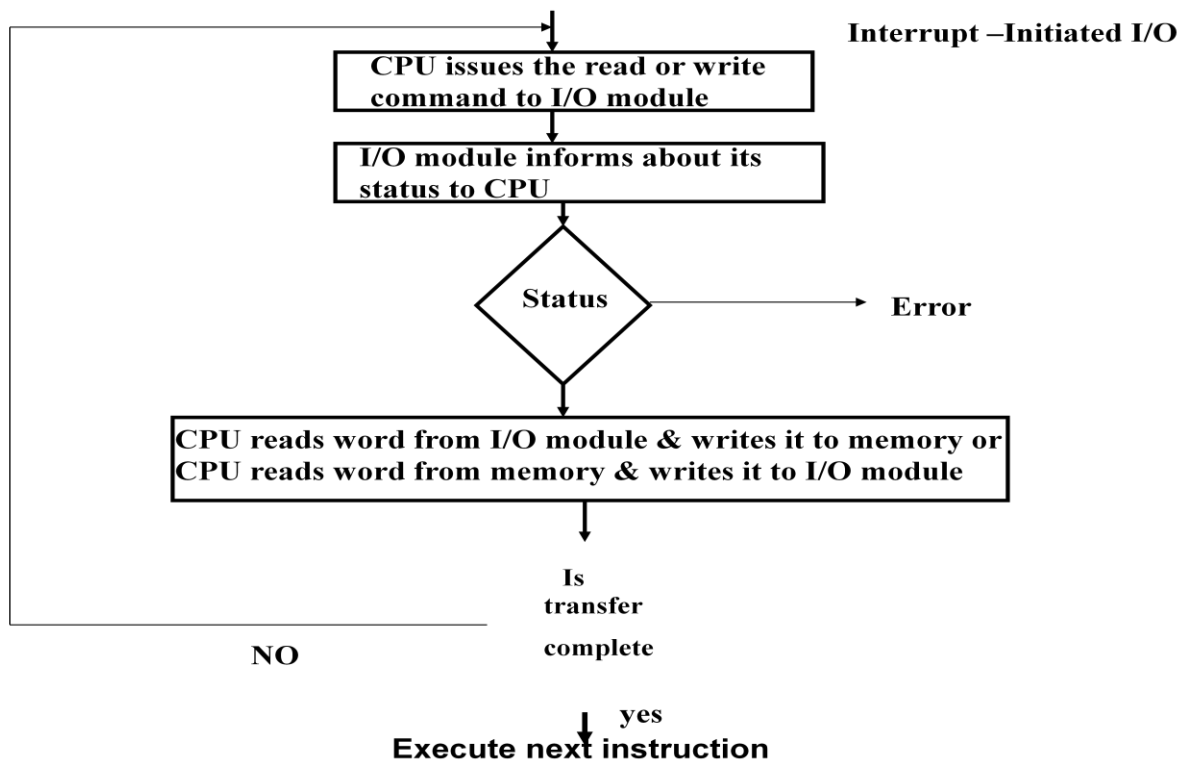 Interrupt –Initiated I/O
CPU issues the read or write
command to I/O module
I/O module informs about its
status to CPU
Status
Error
CPU reads word from I/O module & writes it to memory or
CPU reads word from memory & writes it to I/O module
Is
transfer
complete
NO
yes
Execute next instruction